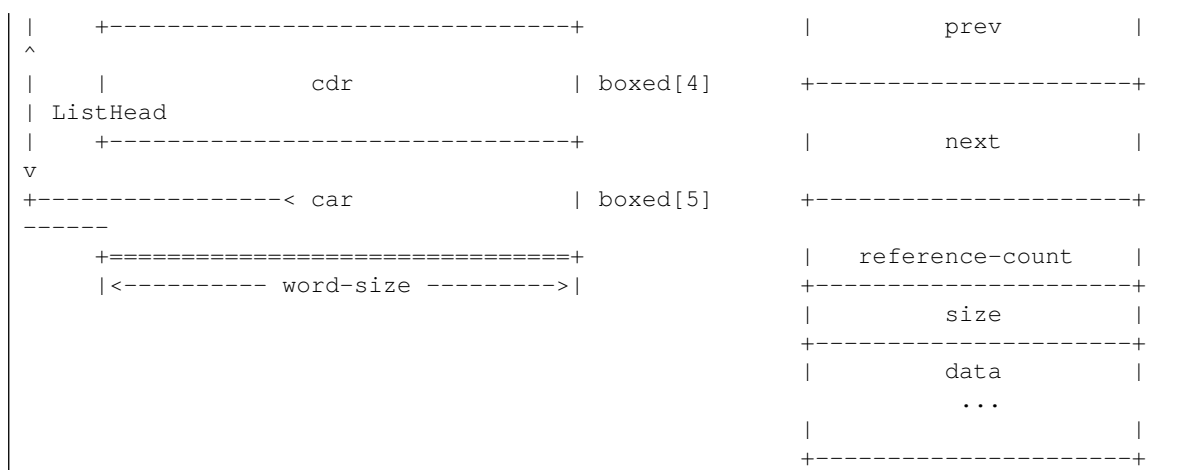 |    +--------------------------------+               |         prev         |
^
|    |              cdr               | boxed[4]      +----------------------+
| ListHead
|    +--------------------------------+               |         next         |
v
+-----------------< car               | boxed[5]      +----------------------+
------
     +================================+               |   reference-count    |
     |<---------- word-size --------->|               +----------------------+
                                                      |         size         |
                                                      +----------------------+
                                                      |         data         |
                                                                 ...
                                                      |                      |
                                                      +----------------------+